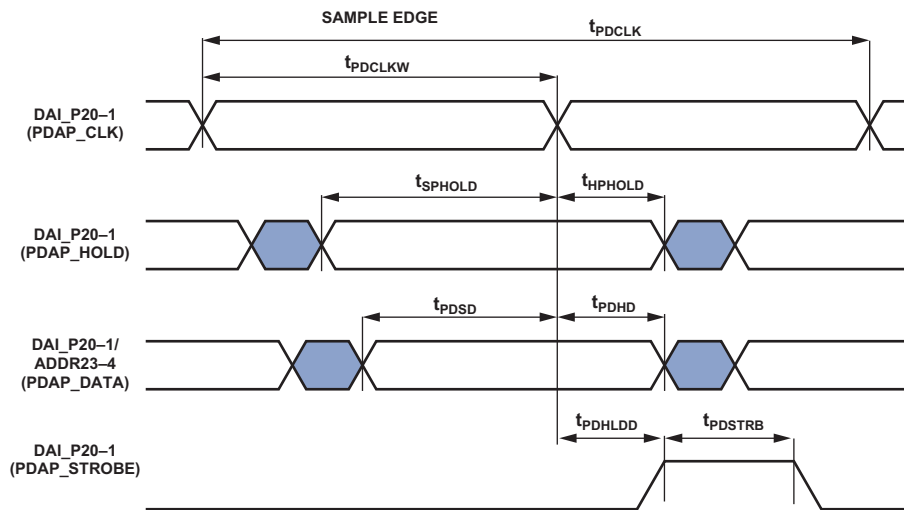 SAMPLE EDGE
tPDCLK
tPDCLKW
DAI_P20–1
(PDAP_CLK)
tSPHOLD
tHPHOLD
DAI_P20–1
(PDAP_HOLD)
tPDSD
tPDHD
DAI_P20–1/
ADDR23–4
(PDAP_DATA)
tPDHLDD
tPDSTRB
DAI_P20–1
(PDAP_STROBE)